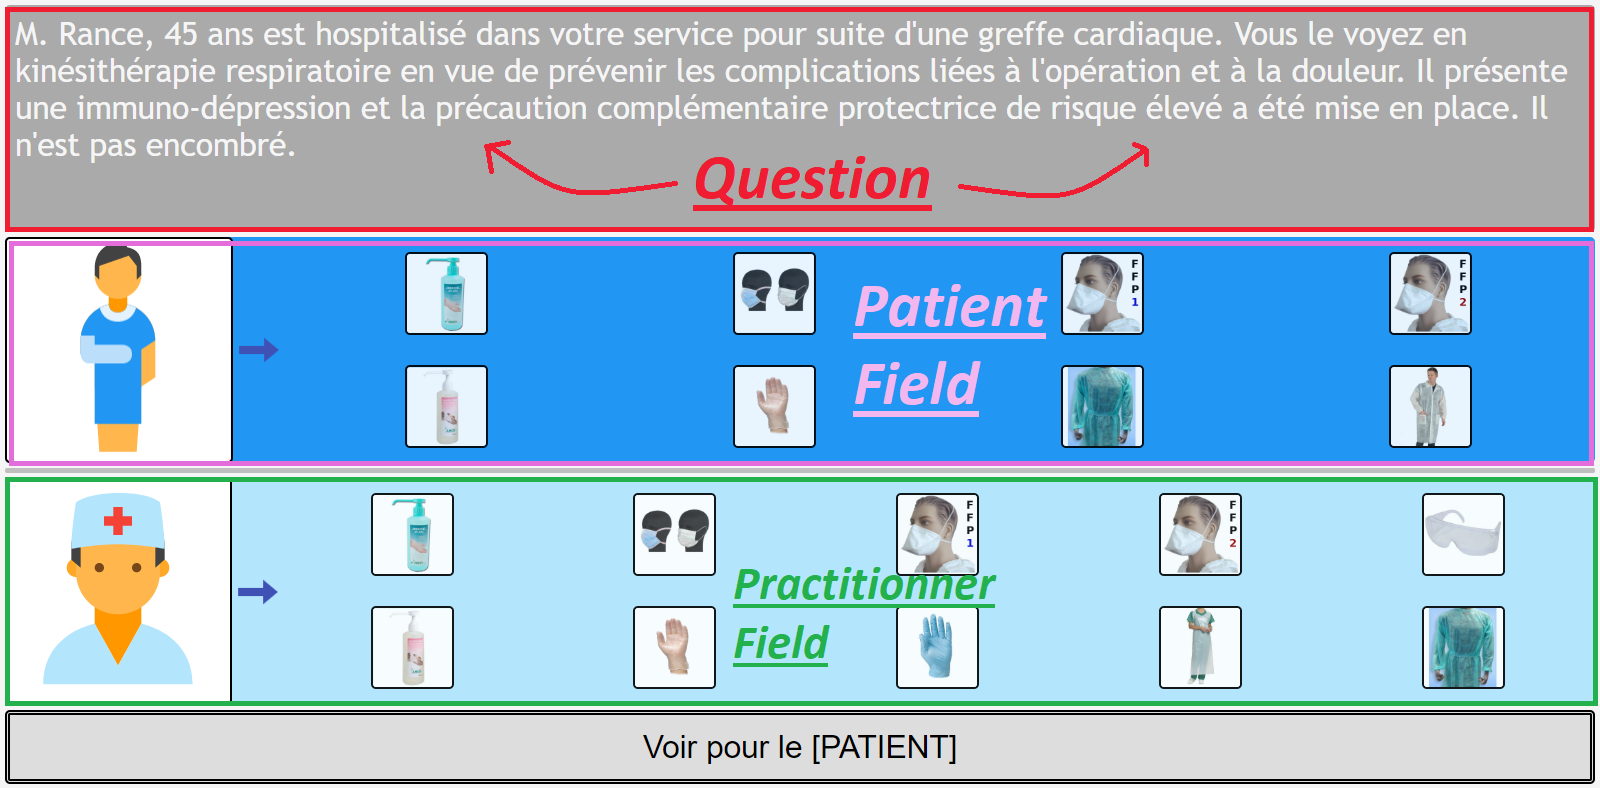 M. Rance, 45 ans est hospitalisé dans votre service pour suite d'une greffe cardiaque. Vous le voyez en
kinésithérapie respiratoire en vue de prévenir les complications liées à l'opération et à la douleur. Il présente
une immuno-dépression et la précaution complémentaire protectrice de risque élevé a été mise en place. Il
n'est pas encombré.
Question
Patient
Field
FFP1
FFP2
FFP1
FFP2
Practitionner
Field
Voir pour le [PATIENT]